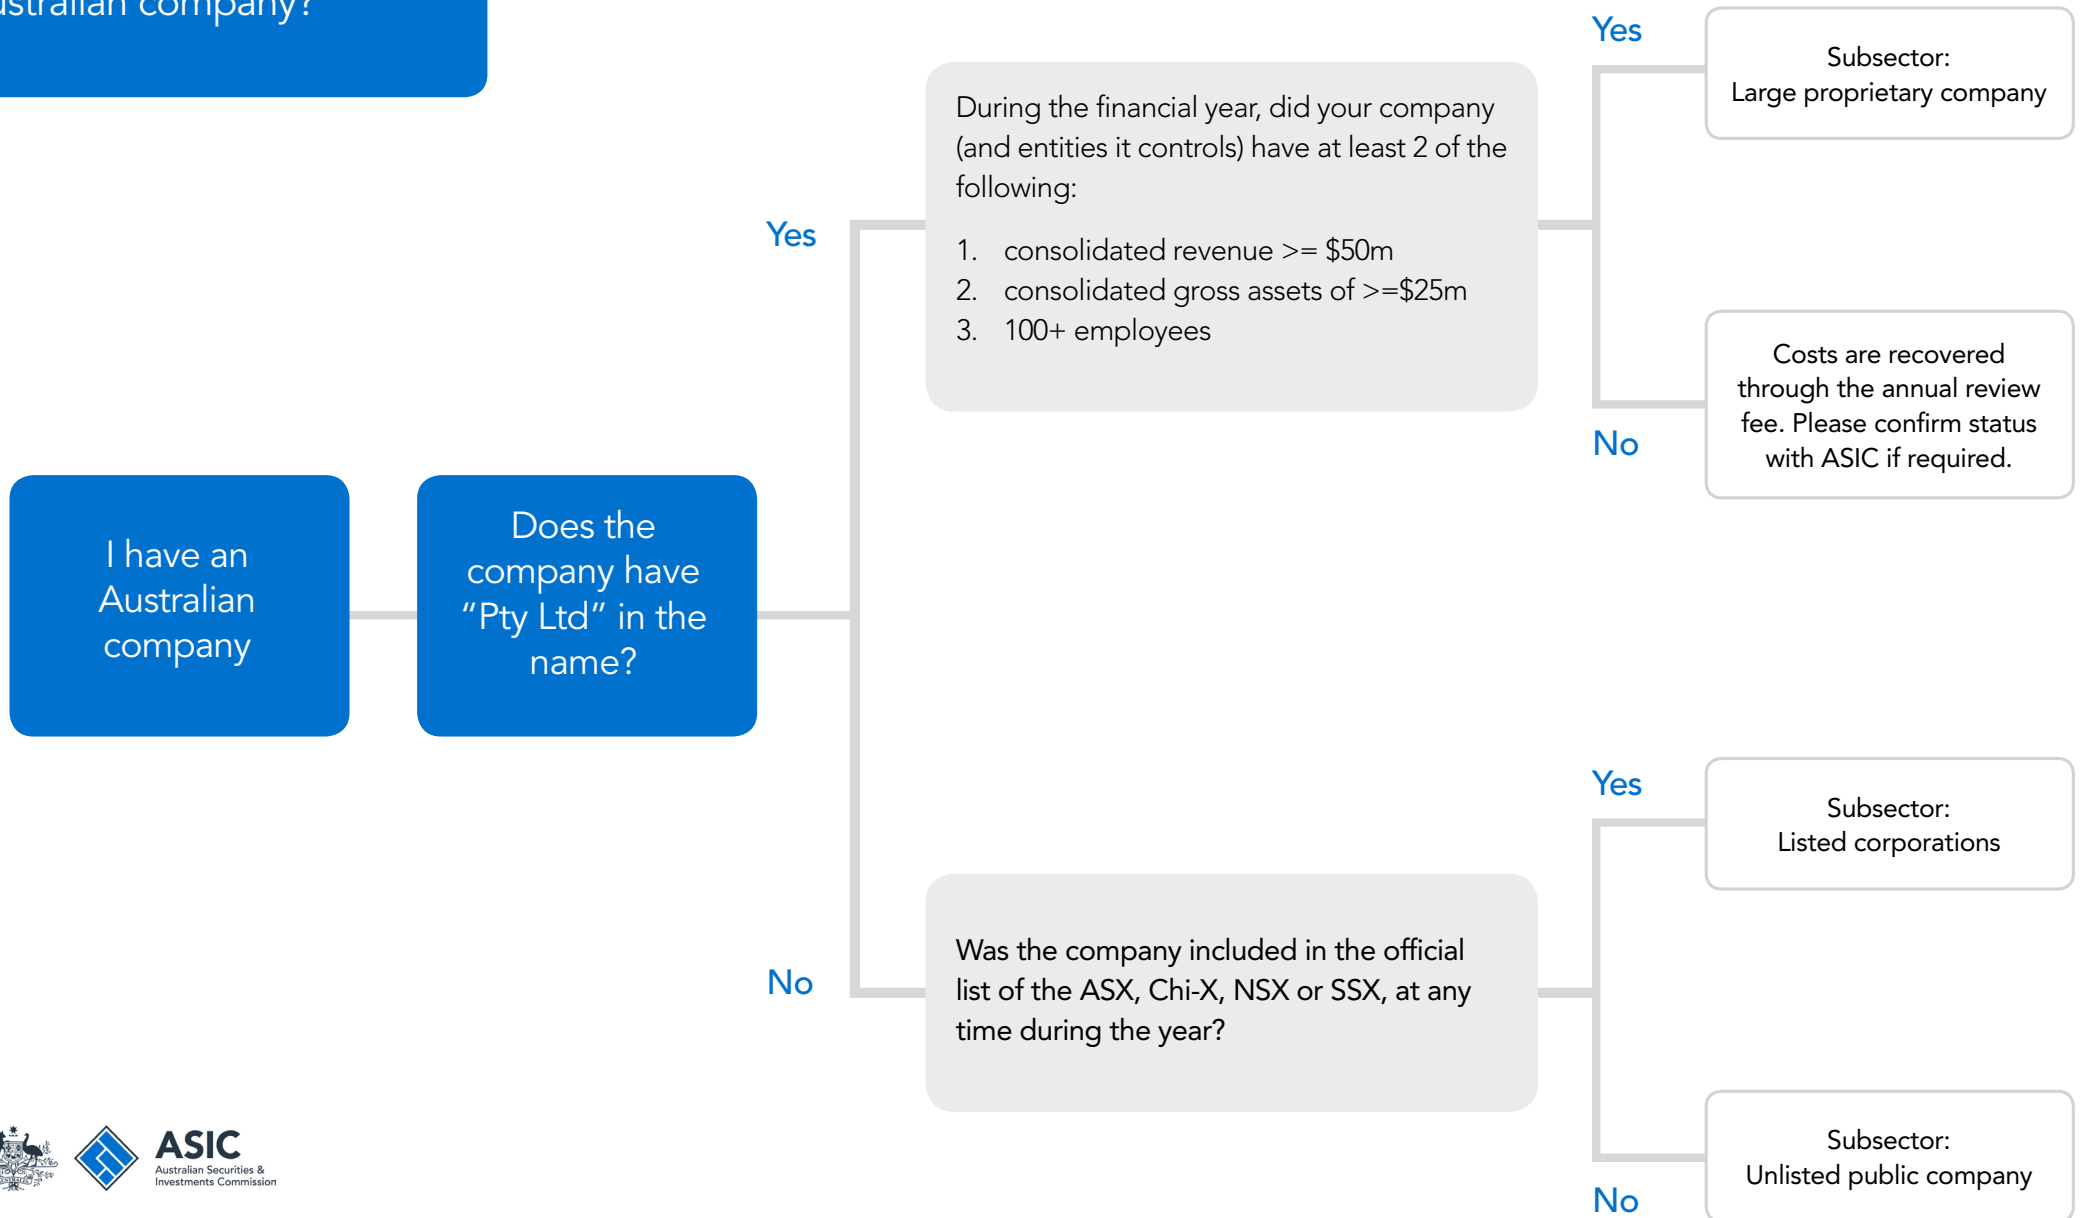 company?
Yes
Subsector:
Large proprietary company
During the financial year, did your company
(and entities it controls) have at least 2 of the
following:
1. consolidated revenue >= $50m
2. consolidated gross assets of >=$25m
3. 100+ employees
Yes
Costs are recovered
through the annual review
fee. Please confirm status
with ASIC if required.
No
I have an
Australian
company
Does the
company have
“Pty Ltd” in the
name?
Yes
Subsector:
Listed corporations
No
Was the company included in the official
list of the ASX, Chi-X, NSX or SSX, at any
time during the year?
Subsector:
Unlisted public company
No
ASIC
Australian Securities &
Investments Commission